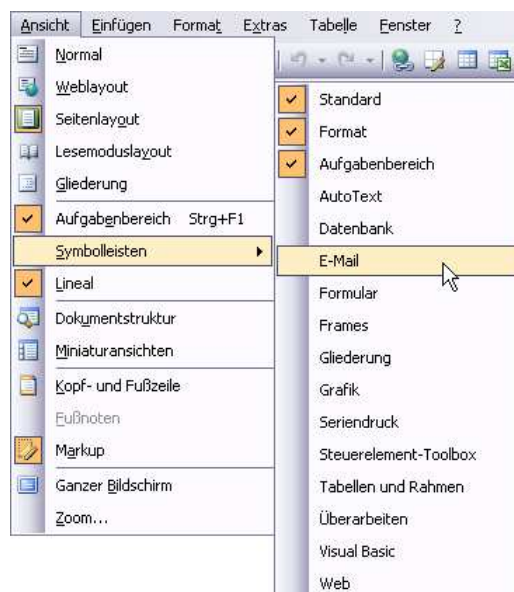 Ansicht Einfügen Format Extras Tabelle Fenster ?
Normal
Weblayout
Seitenlayout
Lesemoduslayout
Gliederung
Aufgabenbereich Strg+F1
Symbolleisten
Lineal
Dokumentstruktur
Miniaturansichten
Kopf- und Fußzeile
Fußnoten
Markup
Ganzer Bildschirm
Zoom...
Standard
Format
Aufgabenbereich
AutoText
Datenbank
E-Mail
Formular
Frames
Gliederung
Grafik
Seriendruck
Steuerelement-Toolbox
Tabellen und Rahmen
Überarbeiten
Visual Basic
Web